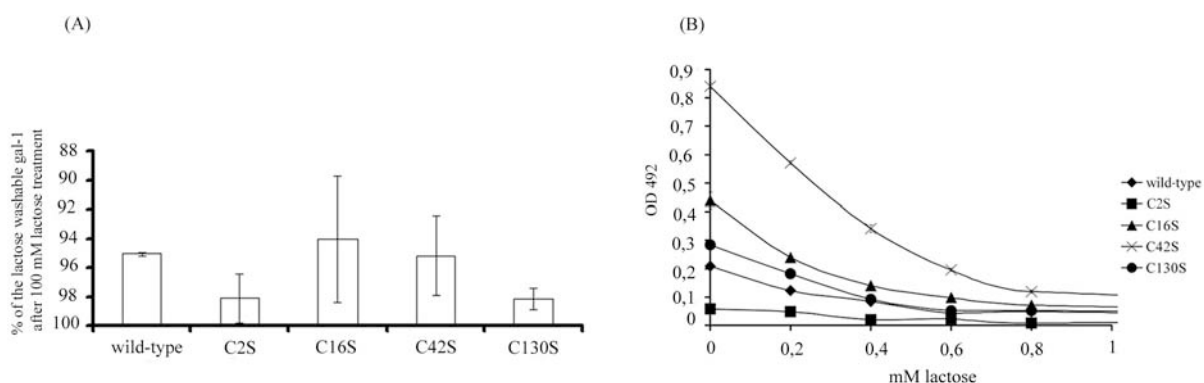 (A)
% of the lactose washable gal-1
after 100 mM lactose treatment
88
90
92
94
96
98
100
wild-type C2S C16S C42S C130S
(B)
OD 492
0,9
0,8
0,7
0,6
0,5
0,4
0,3
0,2
0,1
0
0 0,2 0,4 0,6 0,8 1
mM lactose
wild-type
C2S
C16S
C42S
C130S